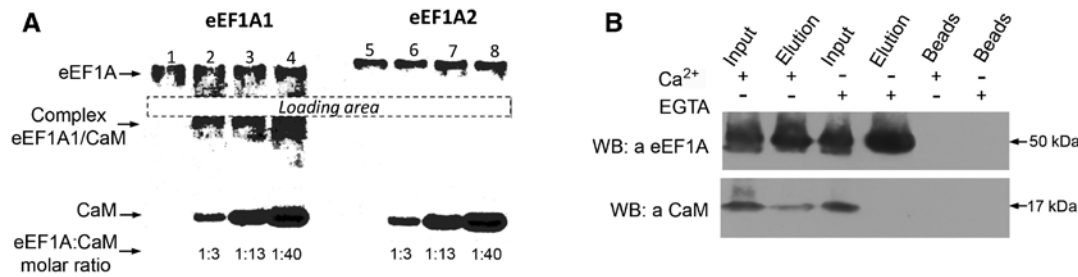 A
eEF1A1
eEF1A2
1 2 3 4
5 6 7 8
eEF1A
Loading area
Complex
eEF1A1/CaM
CaM
eEF1A:CaM
molar ratio
1:3 1:13 1:40
1:3 1:13 1:40
B
Input Elution Input Elution Beads Beads
Ca2+ + + - - + -
EGTA - - + + - +
WB: a eEF1A
50 kDa
WB: a CaM
17 kDa